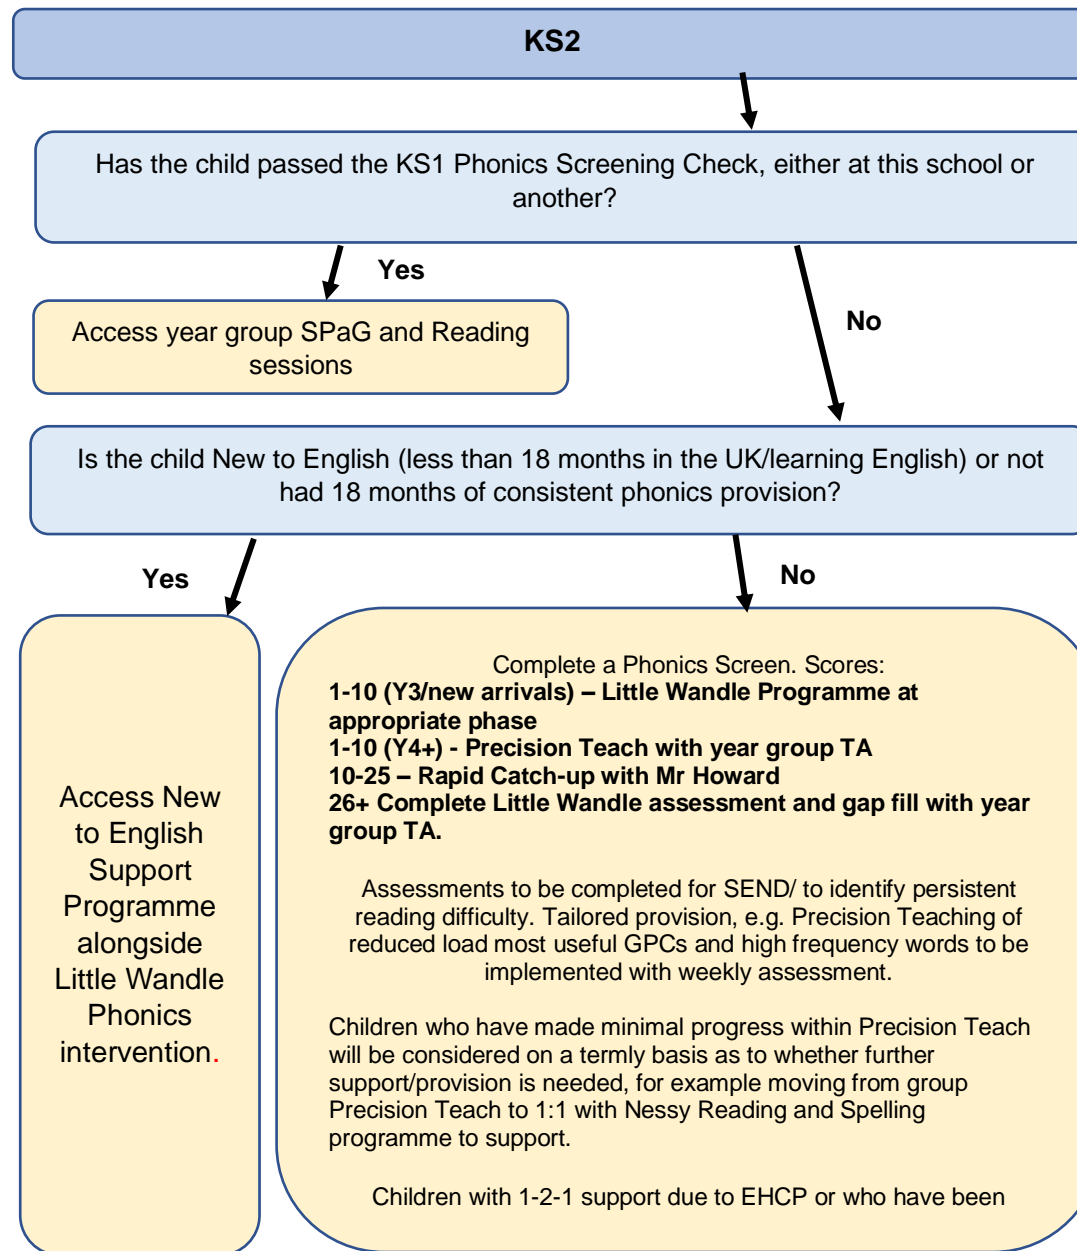 KS2
Has the child passed the KS1 Phonics Screening Check, either at this school or
another?
Yes
No
Access year group SPaG and Reading
sessions
Is the child New to English (less than 18 months in the UK/learning English) or not
had 18 months of consistent phonics provision?
Yes
No
Access New
to English
Support
Programme
alongside
Little Wandle
Phonics
intervention.
Complete a Phonics Screen. Scores:
1-10 (Y3/new arrivals) – Little Wandle Programme at
appropriate phase
1-10 (Y4+) - Precision Teach with year group TA
10-25 – Rapid Catch-up with Mr Howard
26+ Complete Little Wandle assessment and gap fill with year
group TA.
Assessments to be completed for SEND/ to identify persistent
reading difficulty. Tailored provision, e.g. Precision Teaching of
reduced load most useful GPCs and high frequency words to be
implemented with weekly assessment.
Children who have made minimal progress within Precision Teach
will be considered on a termly basis as to whether further
support/provision is needed, for example moving from group
Precision Teach to 1:1 with Nessy Reading and Spelling
programme to support.
Children with 1-2-1 support due to EHCP or who have been